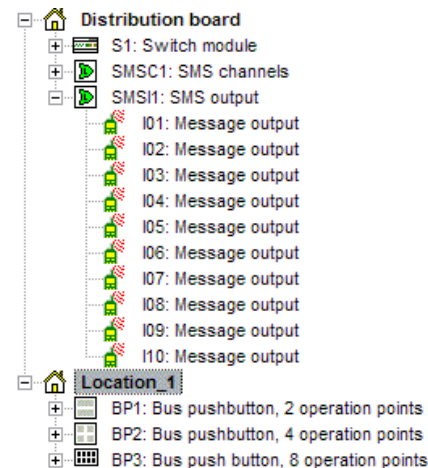 Distribution board
S1: Switch module
SMSC1: SMS channels
SMSI1: SMS output
I01: Message output
I02: Message output
I03: Message output
I04: Message output
I05: Message output
I06: Message output
I07: Message output
I08: Message output
I09: Message output
I10: Message output
Location_1
BP1: Bus pushbutton, 2 operation points
BP2: Bus pushbutton, 4 operation points
BP3: Bus push button, 8 operation points